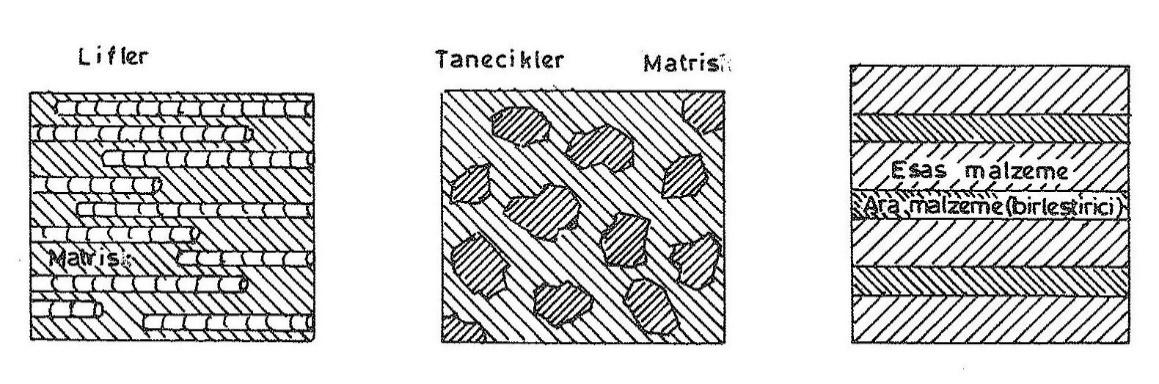 Lifler
Tanecikler Matris
Esas malzeme
Ara malzeme(birleştirici)
Matris